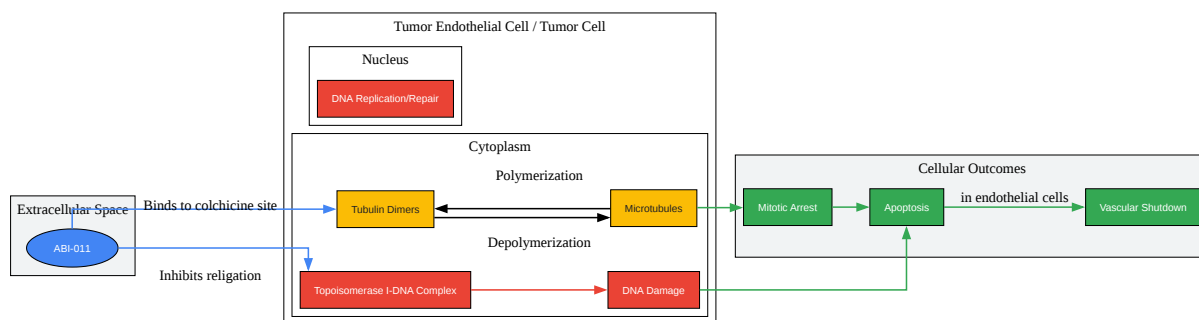 Tumor Endothelial Cell / Tumor Cell
Nucleus
DNA Replication/Repair
Cytoplasm
Polymerization
Cellular Outcomes
Extracellular Space
Binds to colchicine site
Tubulin Dimers
Microtubules
Mitotic Arrest
Apoptosis
in endothelial cells
Vascular Shutdown
ABI-011
Depolymerization
Inhibits religation
Topoisomerase I-DNA Complex
DNA Damage